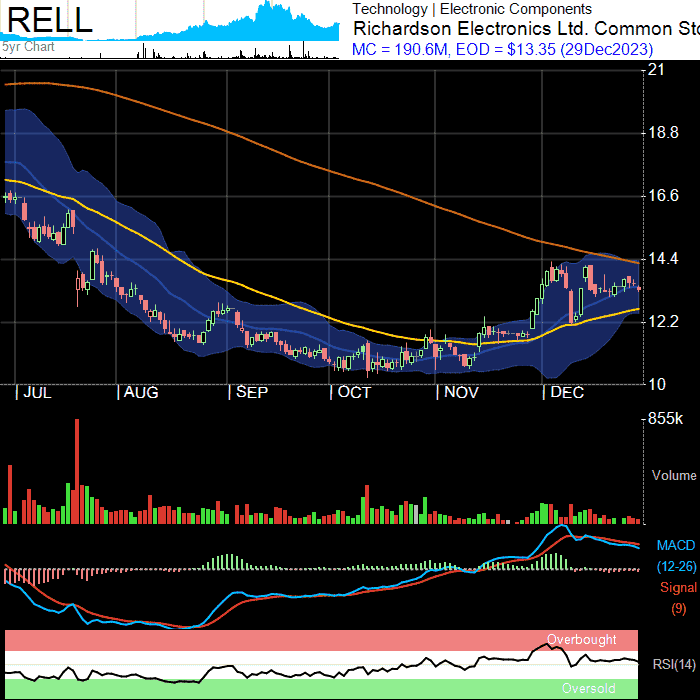 RELL
5yr Chart
Technology | Electronic Components
Richardson Electronics Ltd. Common Sto
MC = 190.6M, EOD = $13.35 (29Dec2023)
21
18.8
16.6
14.4
12.2
10
JUL AUG SEP OCT NOV DEC
855k
Volume
MACD
(12-26)
Signal
(9)
Overbought
RSI(14)
Oversold